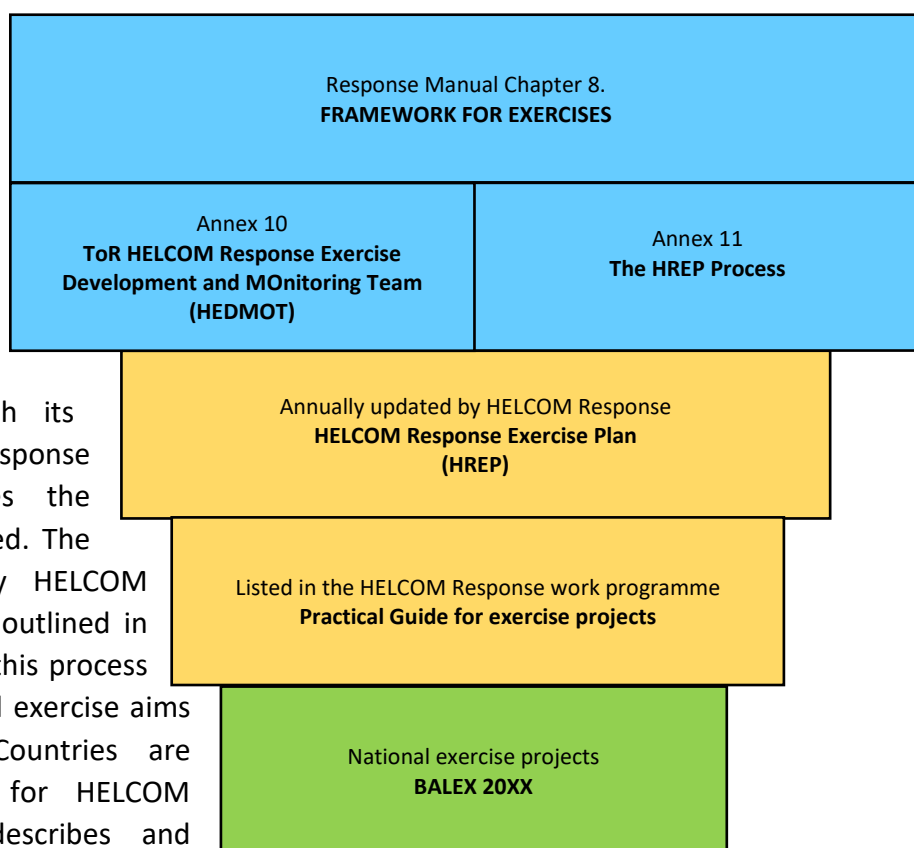 Response Manual Chapter 8.
FRAMEWORK FOR EXERCISES
Annex 10
ToR HELCOM Response Exercise
Development and MOnitoring Team
(HEDMOT)
Annex 11
The HREP Process
Annually updated by HELCOM Response
HELCOM Response Exercise Plan
(HREP)
Listed in the HELCOM Response work programme
Practical Guide for exercise projects
National exercise projects
BALEX 20XX
its
the
The
HELCOM
outlined in
this process
exercise aims
Countries are
for HELCOM
describes and